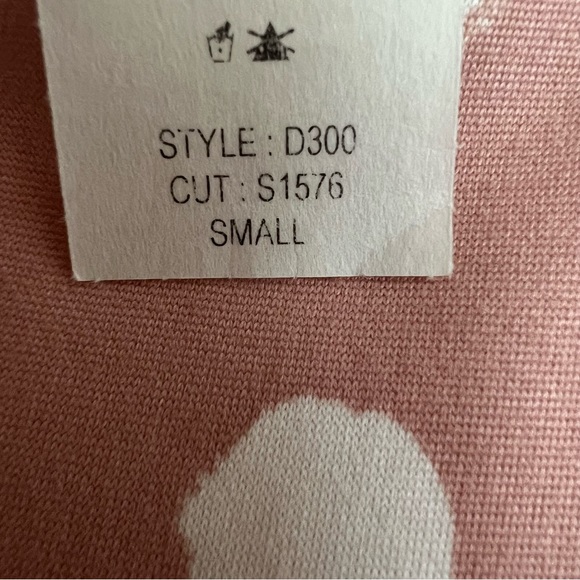 STYLE : D300
CUT : S1576
SMALL